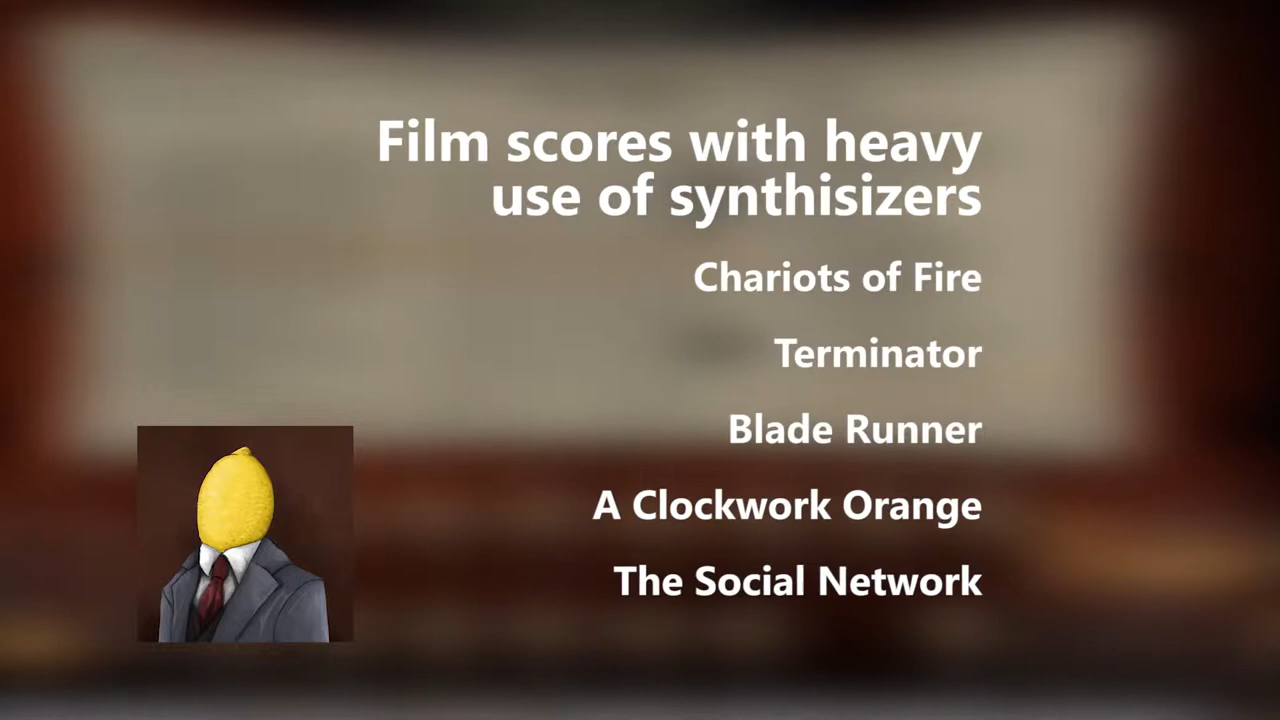 Film scores with heavy
use of synthisizers
Chariots of Fire
Terminator
Blade Runner
A Clockwork Orange
The Social Network